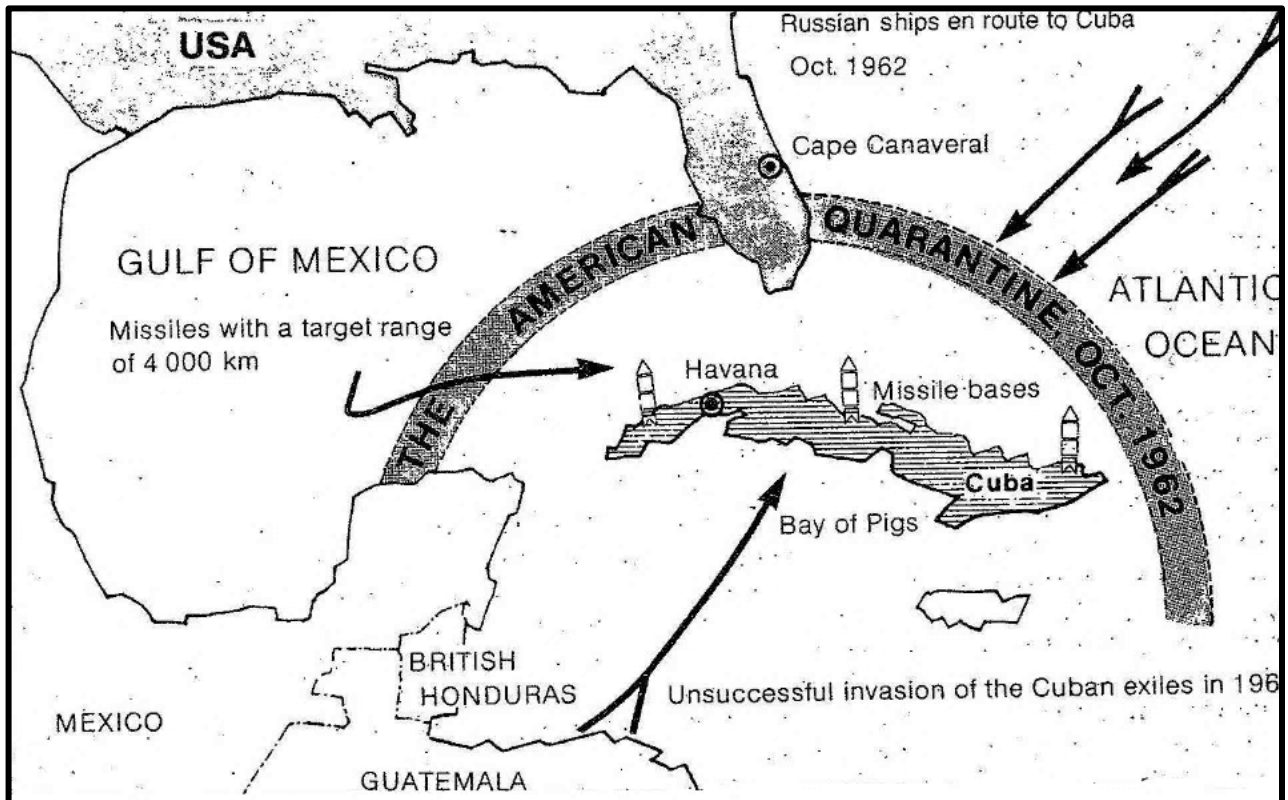 Russian ships en route to Cuba
Oct. 1962
USA
Cape Canaveral
THE AMERICAN QUARANTINE, OCT. 1962
GULF OF MEXICO
Missiles with a target range
of 4 000 km
ATLANTIC
OCEAN
Havana
Missile bases
Cuba
Bay of Pigs
BRITISH
HONDURAS
Unsuccessful invasion of the Cuban exiles in 196
MEXICO
GUATEMALA